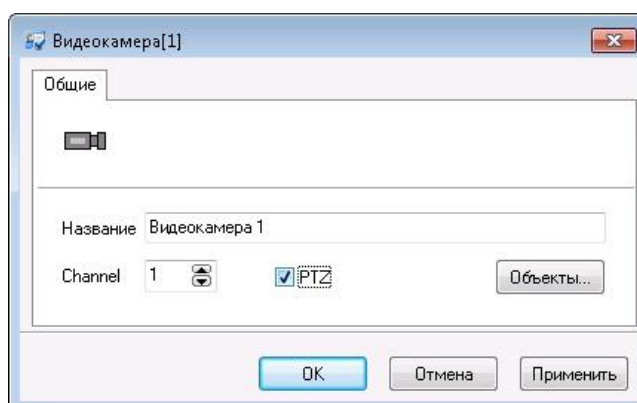 Видеокамера[1]
Общие
Название Видеокамера 1
Channel 1 PTZ Объекты...
OK Отмена Применить